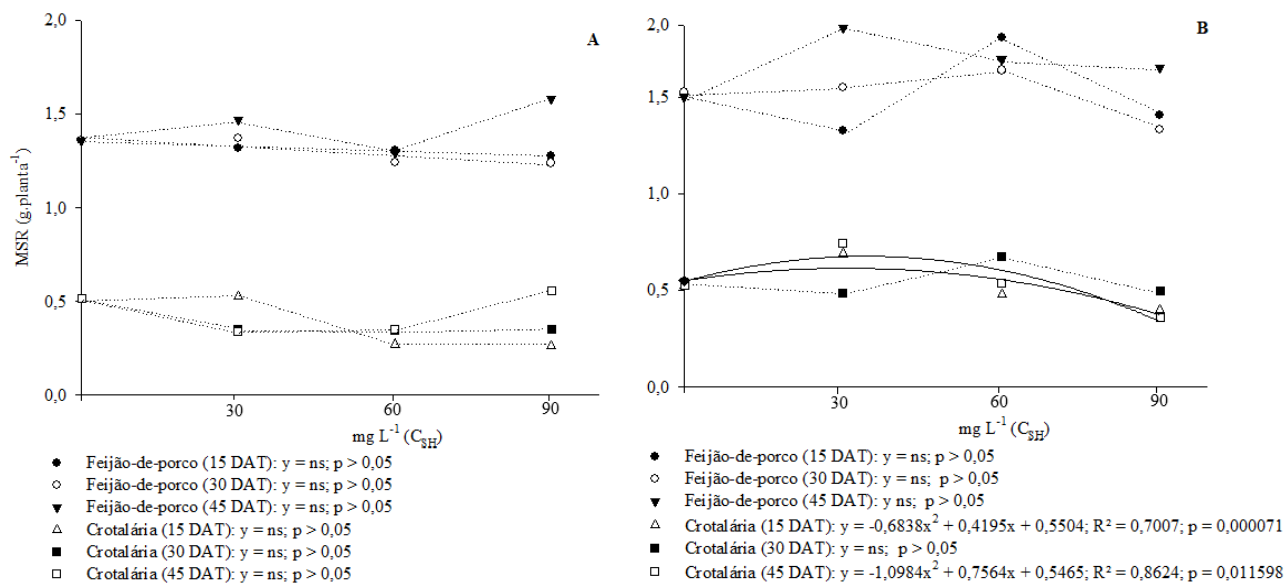 2,0
A
1,5
1,0
0,5
0,0
MSR (g.planta⁻¹)
30
60
90
mg L⁻¹ (C_SH)
● Feijão-de-porco (15 DAT): y = ns; p > 0,05
○ Feijão-de-porco (30 DAT): y = ns; p > 0,05
▼ Feijão-de-porco (45 DAT): y = ns; p > 0,05
△ Crotalária (15 DAT): y = ns; p > 0,05
■ Crotalária (30 DAT): y = ns; p > 0,05
□ Crotalária (45 DAT): y = ns; p > 0,05
2,0
B
1,5
1,0
0,5
0,0
30
60
90
mg L⁻¹ (C_SH)
● Feijão-de-porco (15 DAT): y = ns; p > 0,05
○ Feijão-de-porco (30 DAT): y = ns; p > 0,05
▼ Feijão-de-porco (45 DAT): y ns; p > 0,05
△ Crotalária (15 DAT): y = -0,6838x² + 0,4195x + 0,5504; R² = 0,7007; p = 0,000071
■ Crotalária (30 DAT): y = ns; p > 0,05
□ Crotalária (45 DAT): y = -1,0984x² + 0,7564x + 0,5465; R² = 0,8624; p = 0,011598